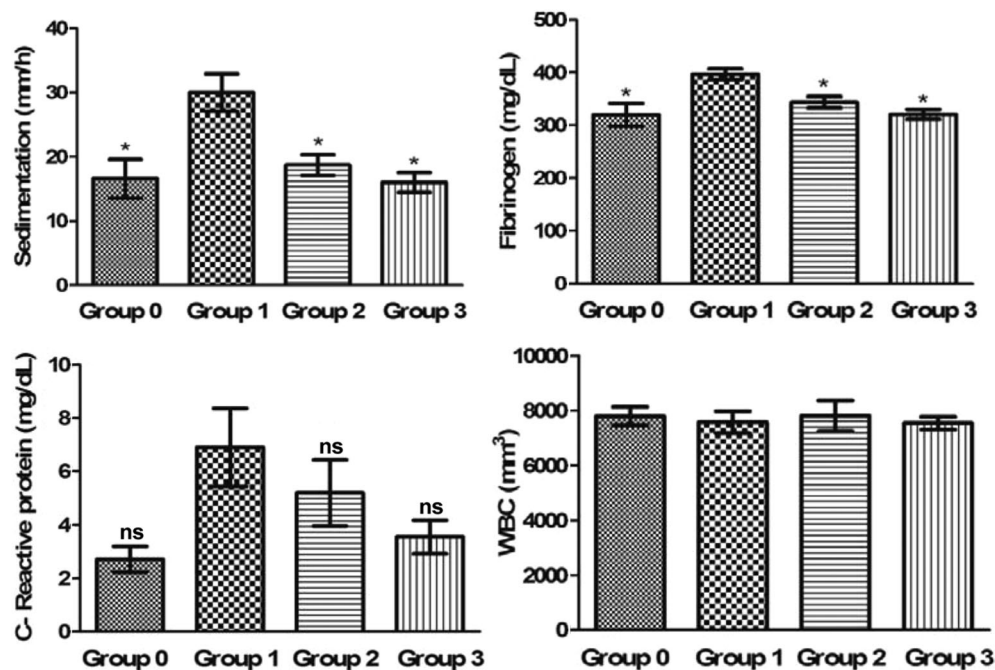 Sedimentation (mm/h)
40
30
20
10
0
*
*
*
Group 0 Group 1 Group 2 Group 3
Fibrinogen (mg/dL)
500
400
300
200
100
0
*
*
*
Group 0 Group 1 Group 2 Group 3
C- Reactive protein (mg/dL)
10
8
6
4
2
0
ns
ns
ns
Group 0 Group 1 Group 2 Group 3
WBC (mm³)
10000
8000
6000
4000
2000
0
Group 0 Group 1 Group 2 Group 3